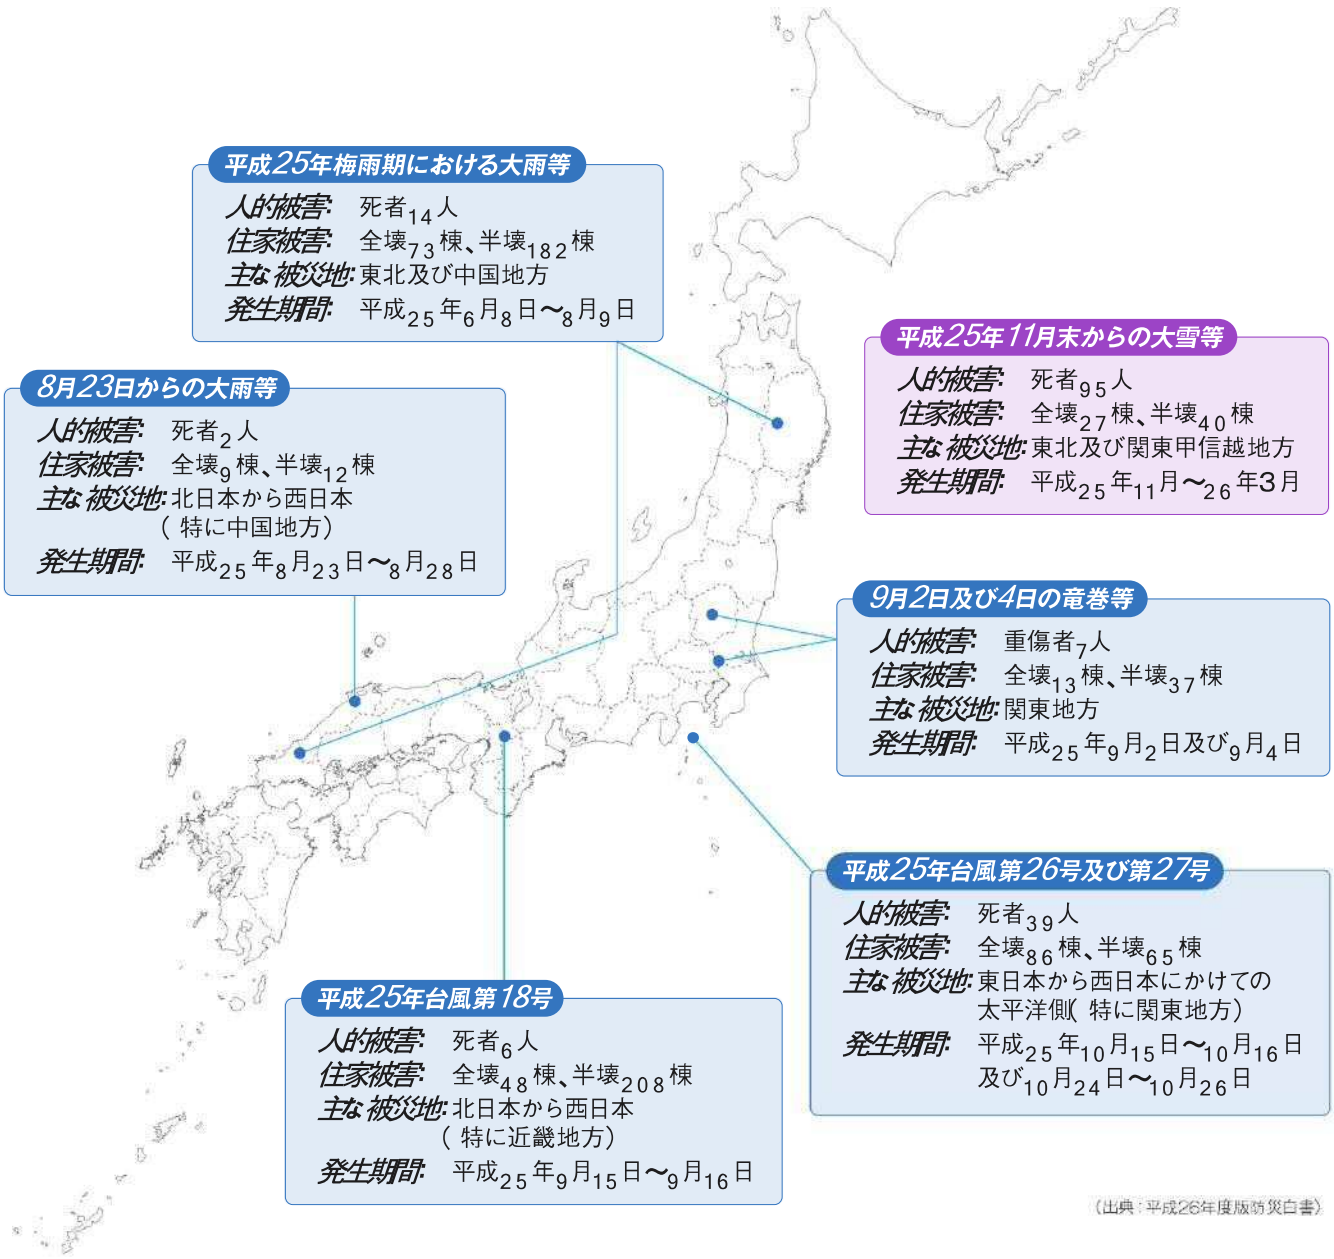 平成25年梅雨期における大雨等
人的被害: 死者14人
住家被害: 全壊73棟、半壊182棟
主な被災地: 東北及び中国地方
発生期間: 平成25年6月8日〜8月9日
8月23日からの大雨等
人的被害: 死者2人
住家被害: 全壊9棟、半壊12棟
主な被災地: 北日本から西日本
(特に中国地方)
発生期間: 平成25年8月23日〜8月28日
平成25年11月末からの大雪等
人的被害: 死者95人
住家被害: 全壊27棟、半壊40棟
主な被災地: 東北及び関東甲信越地方
発生期間: 平成25年11月〜26年3月
9月2日及び4日の竜巻等
人的被害: 重傷者7人
住家被害: 全壊13棟、半壊37棟
主な被災地: 関東地方
発生期間: 平成25年9月2日及び9月4日
平成25年台風第26号及び第27号
人的被害: 死者39人
住家被害: 全壊86棟、半壊65棟
主な被災地: 東日本から西日本にかけての
太平洋側(特に関東地方)
発生期間: 平成25年10月15日〜10月16日
及び10月24日〜10月26日
平成25年台風第18号
人的被害: 死者6人
住家被害: 全壊48棟、半壊208棟
主な被災地: 北日本から西日本
(特に近畿地方)
発生期間: 平成25年9月15日〜9月16日
(出典:平成26年度版防災白書)